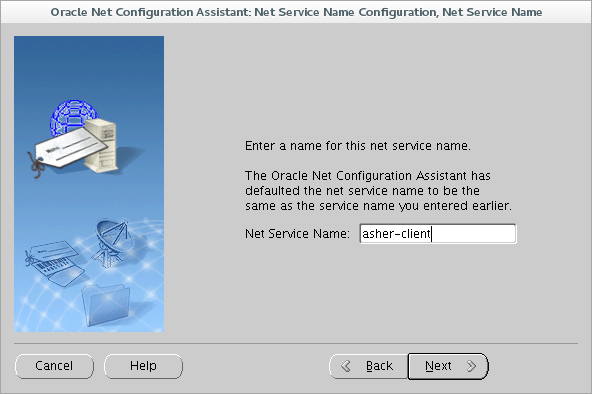 Oracle Net Configuration Assistant: Net Service Name Configuration, Net Service Name
Enter a name for this net service name.
The Oracle Net Configuration Assistant has
defaulted the net service name to be the
same as the service name you entered earlier.
Net Service Name: asher-client
Cancel Help Back Next